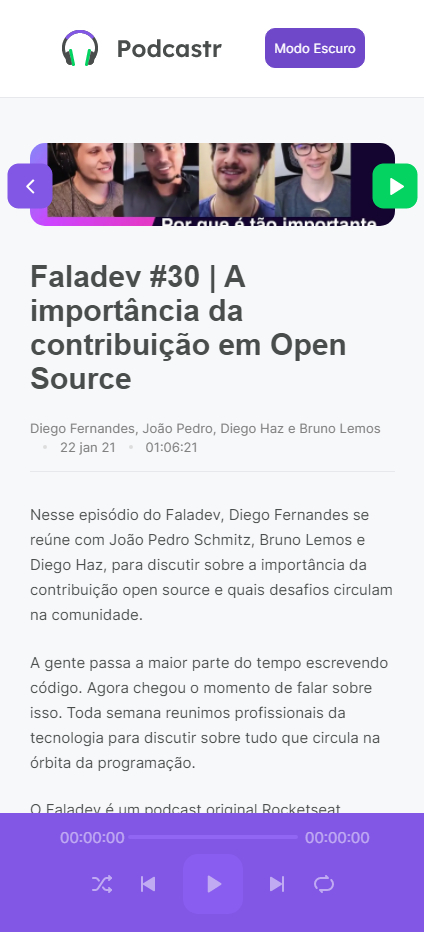 Podcastr
Modo Escuro
Por que é tão importante
Faladev #30 | A
importância da
contribuição em Open
Source
Diego Fernandes, João Pedro, Diego Haz e Bruno Lemos
• 22 jan 21 • 01:06:21
Nesse episódio do Faladev, Diego Fernandes se
reúne com João Pedro Schmitz, Bruno Lemos e
Diego Haz, para discutir sobre a importância da
contribuição open source e quais desafios circulam
na comunidade.
A gente passa a maior parte do tempo escrevendo
código. Agora chegou o momento de falar sobre
isso. Toda semana reunimos profissionais da
tecnologia para discutir sobre tudo que circula na
órbita da programação.
O Faladev é um podcast original Rocketseat
00:00:00 00:00:00